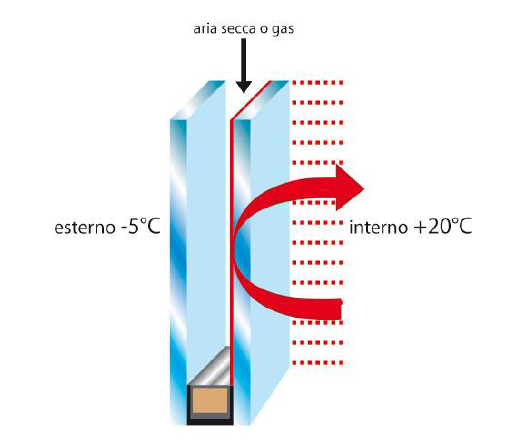 aria secca o gas
esterno -5°C
interno +20°C